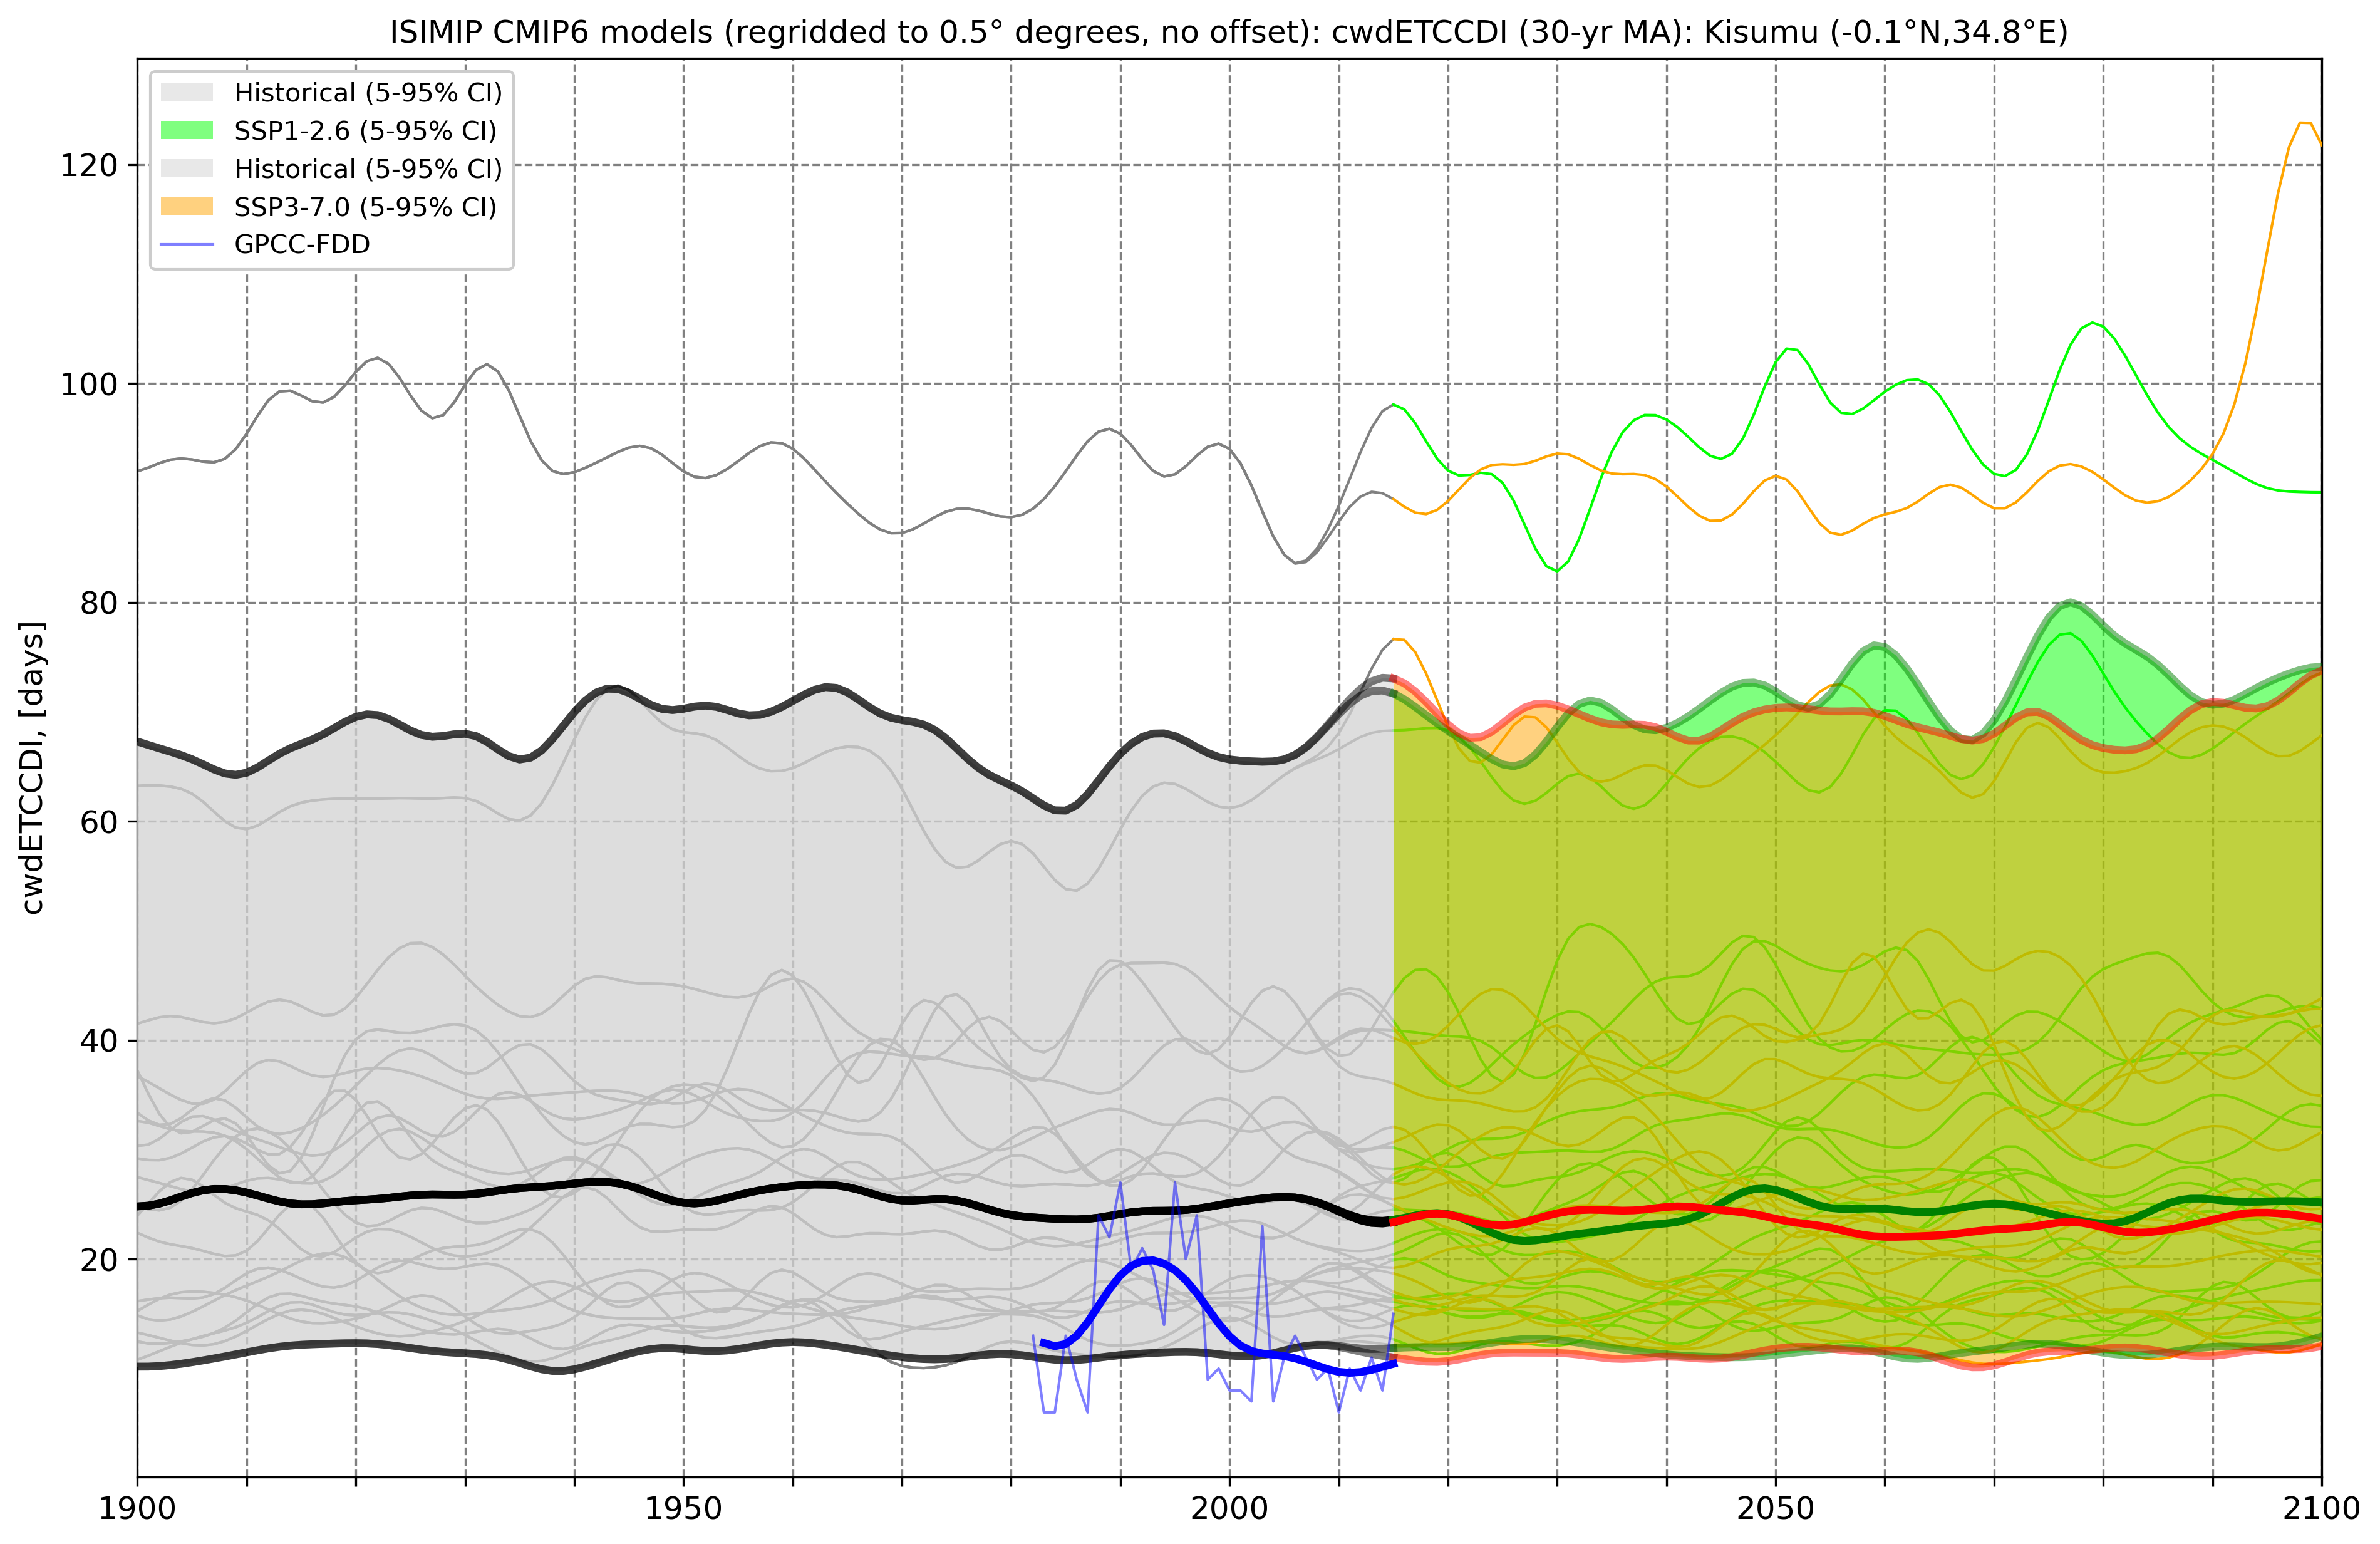 ISIMIP CMIP6 models (regridded to 0.5° degrees, no offset): cwdETCCDI (30-yr MA): Kisumu (-0.1°N,34.8°E)
Historical (5-95% CI)
SSP1-2.6 (5-95% CI)
Historical (5-95% CI)
SSP3-7.0 (5-95% CI)
GPCC-FDD
cwdETCCDI, [days]
120
100
80
60
40
20
1900
1950
2000
2050
2100